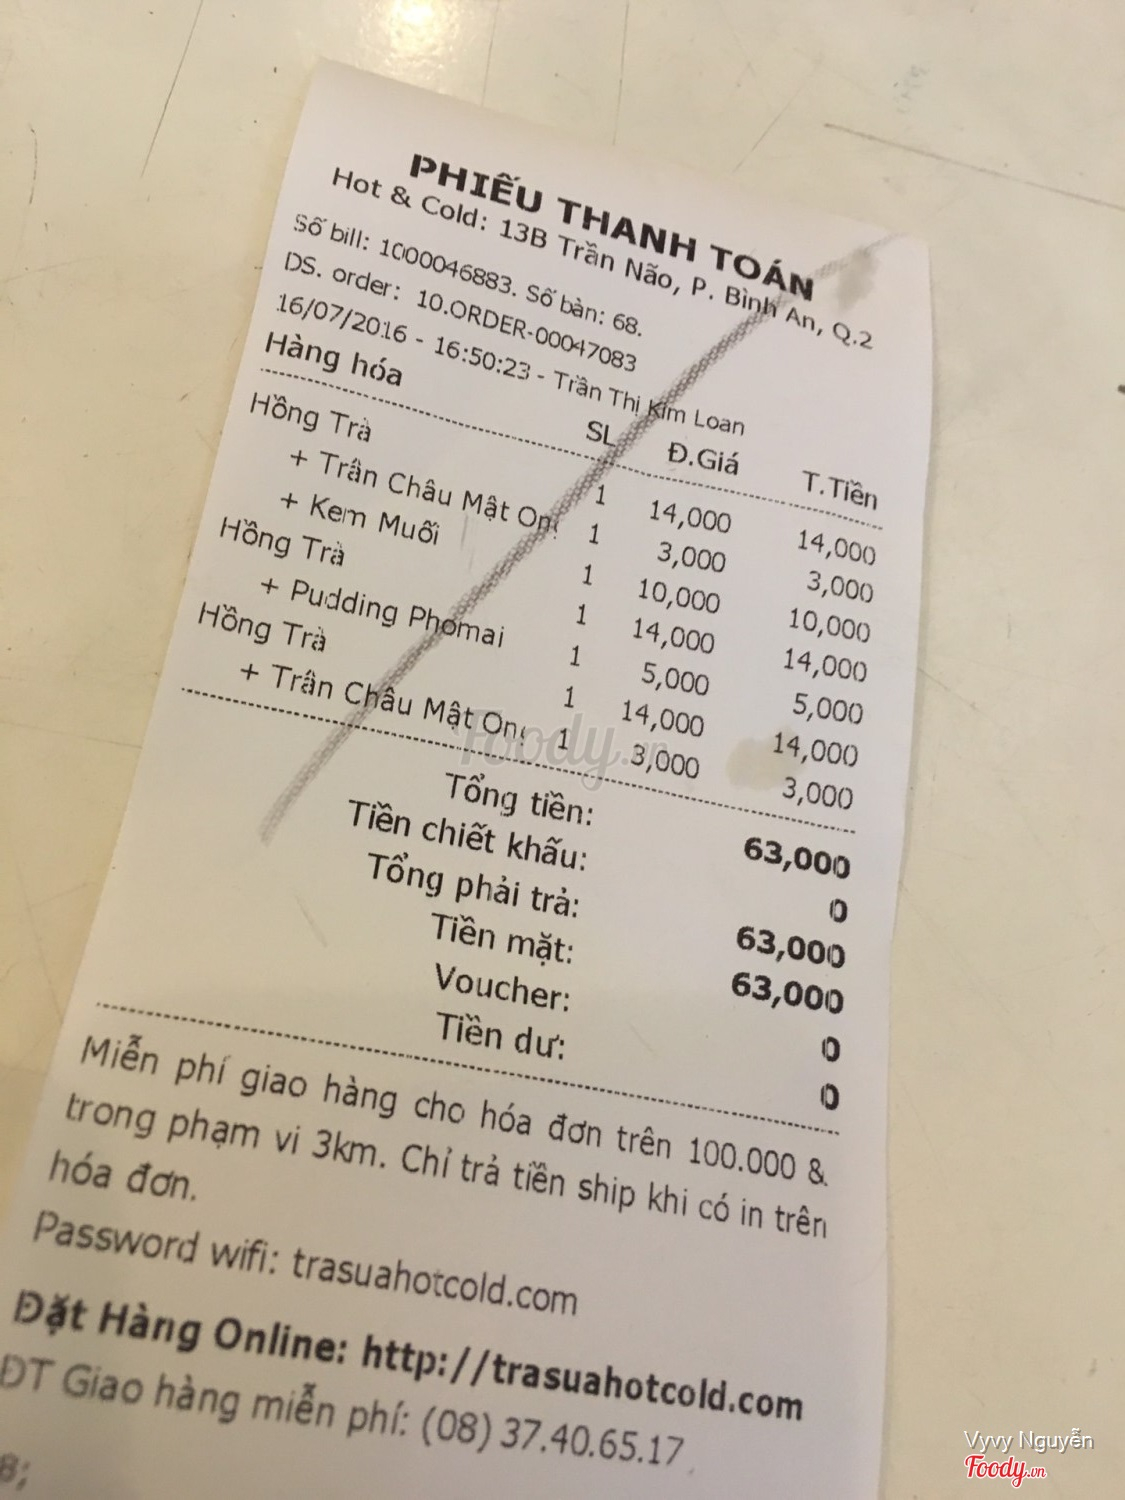 PHIẾU THANH TOÁN
Hot & Cold: 13B Trần Não, P. Bình An, Q.2
Số bill: 1000046883. Số bàn: 68.
DS. order: 10.ORDER-00047083
16/07/2016 - 16:50:23 - Trần Thị Kim Loan
Hàng hóa SL Đ.Giá T.Tiền
Hồng Trà 1 14,000 14,000
+ Trân Châu Mật Ong 1 3,000 3,000
+ Kem Muối 1 10,000 10,000
Hồng Trà 1 14,000 14,000
+ Pudding Phomai 1 5,000 5,000
Hồng Trà 1 14,000 14,000
+ Trân Châu Mật Ong 1 3,000 3,000
Tổng tiền: 63,000
Tiền chiết khấu: 0
Tổng phải trả: 63,000
Tiền mặt: 63,000
Voucher: 0
Tiền dư: 0
Miễn phí giao hàng cho hóa đơn trên 100.000 &
trong phạm vi 3km. Chỉ trả tiền ship khi có in trên
hóa đơn.
Password wifi: trasuahotcold.com
Đặt Hàng Online: http://trasuahotcold.com
ĐT Giao hàng miễn phí: (08) 37.40.65.17
Foody.vn
Vyvy Nguyễn
Foody.vn